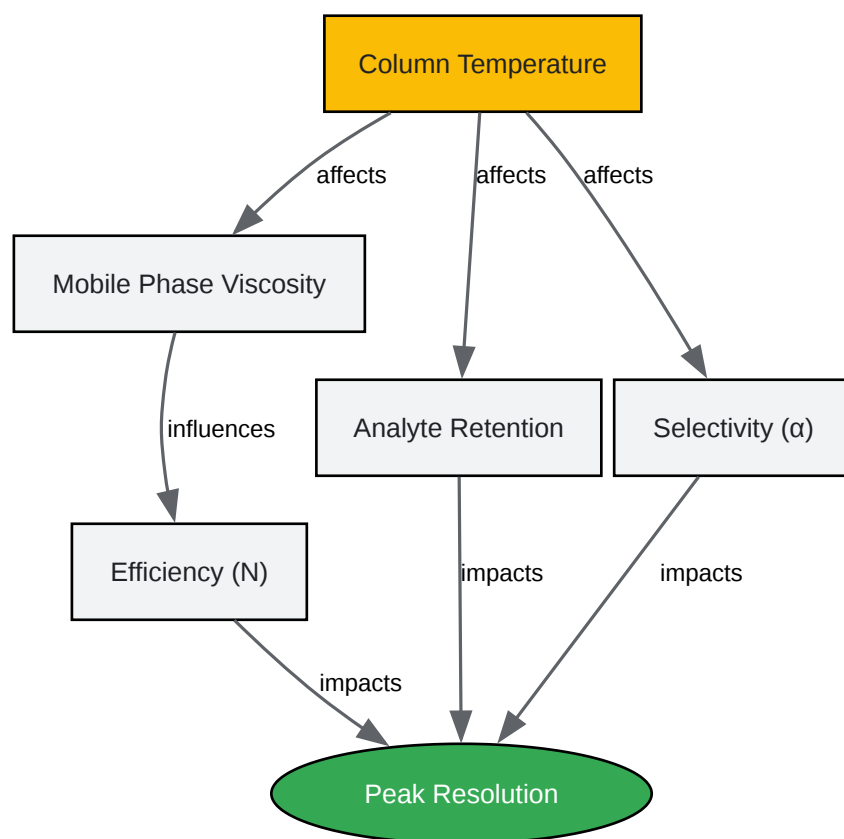 Column Temperature
affects
affects
affects
Mobile Phase Viscosity
Analyte Retention
Selectivity (α)
influences
Efficiency (N)
impacts
impacts
impacts
Peak Resolution